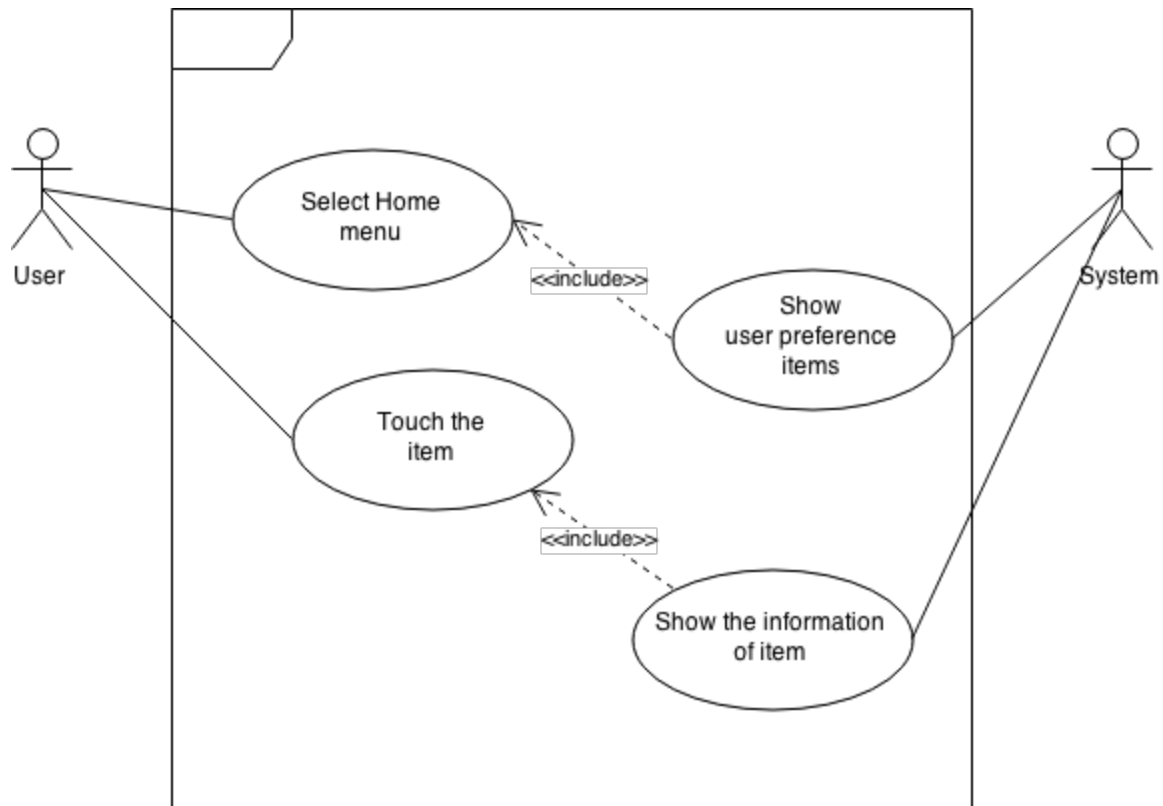 Select Home
menu
User
<<include>>
System
Show
user preference
items
Touch the
item
<<include>>
Show the information
of item